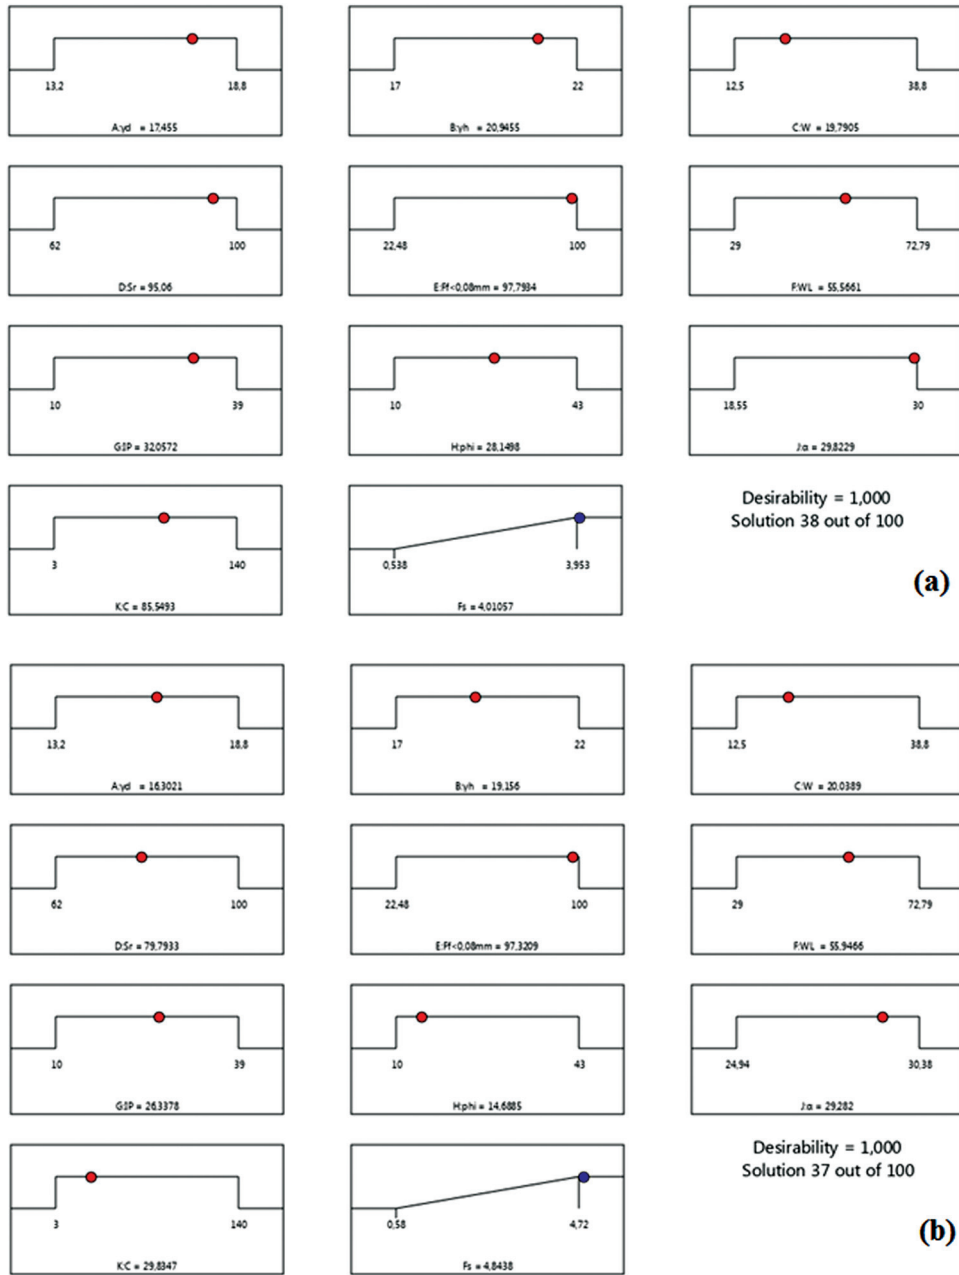 13,2 18,8 17 22 12,5 38,8
A:γd = 17,455 B:γh = 20,9455 C:W = 19,7905
62 100 22,48 100 29 72,79
D:Sr = 95,06 E:Ff<0,08mm = 97,7934 F:WL = 55,5661
10 39 10 43 18,55 30
G:IP = 32,0572 H:phi = 28,1498 J:α = 29,8229
Desirability = 1,000
Solution 38 out of 100
3 140 0,538 3,953
(a)
K:C = 85,5493 Fs = 4,01057
13,2 18,8 17 22 12,5 38,8
A:γd = 16,3021 B:γh = 19,156 C:W = 20,0389
62 100 22,48 100 29 72,79
D:Sr = 79,7933 E:Ff<0,08mm = 97,3209 F:WL = 55,9466
10 39 10 43 24,94 30,38
G:IP = 26,3378 H:phi = 14,6885 J:α = 29,282
Desirability = 1,000
Solution 37 out of 100
3 140 0,58 4,72
(b)
K:C = 29,8347 Fs = 4,8438